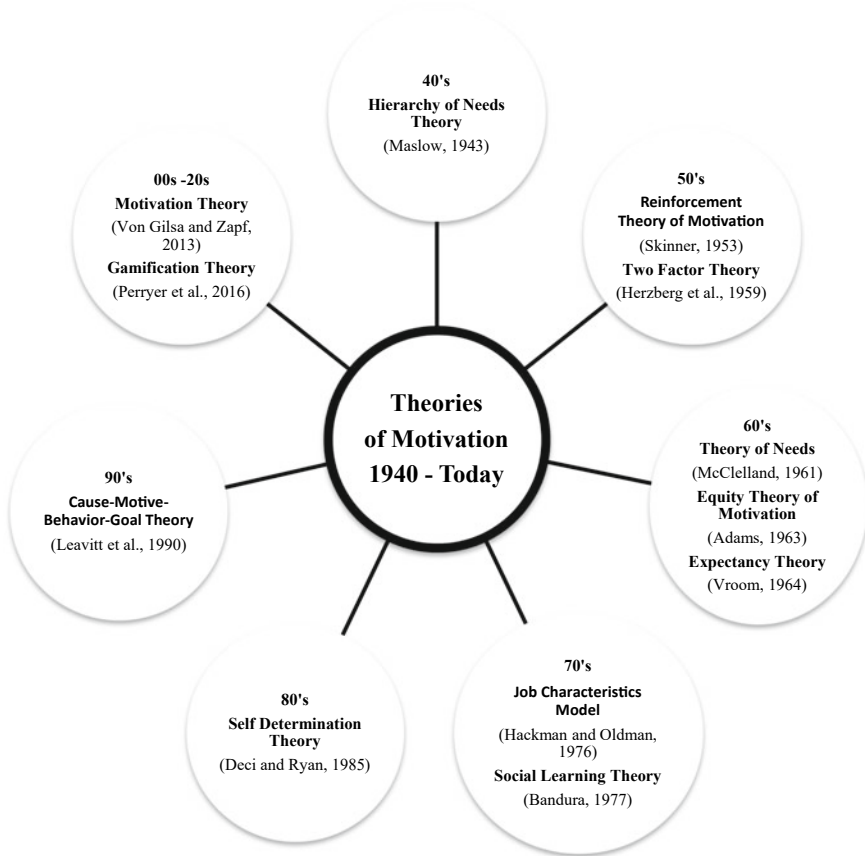 40's
Hierarchy of Needs
Theory
(Maslow, 1943)
50's
Reinforcement
Theory of Motivation
(Skinner, 1953)
Two Factor Theory
(Herzberg et al., 1959)
60's
Theory of Needs
(McClelland, 1961)
Equity Theory of
Motivation
(Adams, 1963)
Expectancy Theory
(Vroom, 1964)
70's
Job Characteristics
Model
(Hackman and Oldman,
1976)
Social Learning Theory
(Bandura, 1977)
80's
Self Determination
Theory
(Deci and Ryan, 1985)
90's
Cause-Motive-
Behavior-Goal Theory
(Leavitt et al., 1990)
00s -20s
Motivation Theory
(Von Gilsa and Zapf,
2013)
Gamification Theory
(Perryer et al., 2016)
Theories
of Motivation
1940 - Today